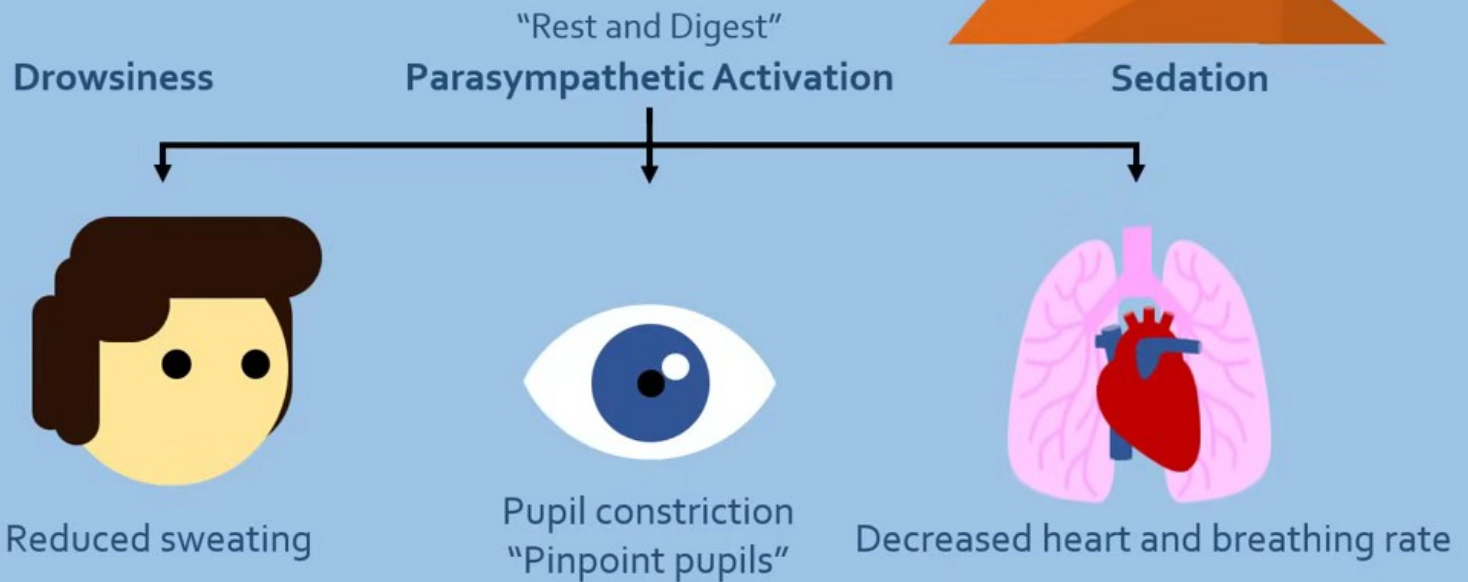 “Rest and Digest”
Drowsiness
Parasympathetic Activation
Sedation
Reduced sweating
Pupil constriction
“Pinpoint pupils”
Decreased heart and breathing rate